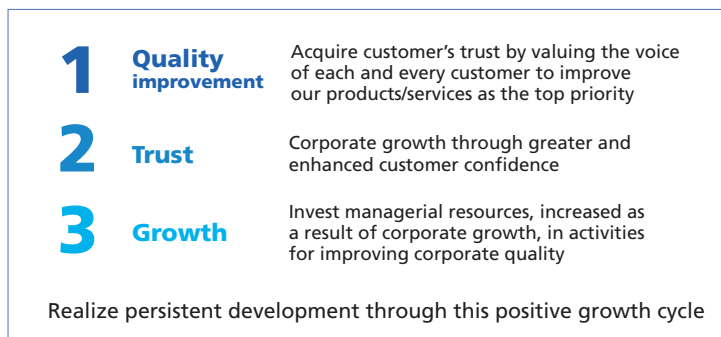 1
Quality
improvement
Acquire customer’s trust by valuing the voice
of each and every customer to improve
our products/services as the top priority
2
Trust
Corporate growth through greater and
enhanced customer confidence
3
Growth
Invest managerial resources, increased as
a result of corporate growth, in activities
for improving corporate quality
Realize persistent development through this positive growth cycle